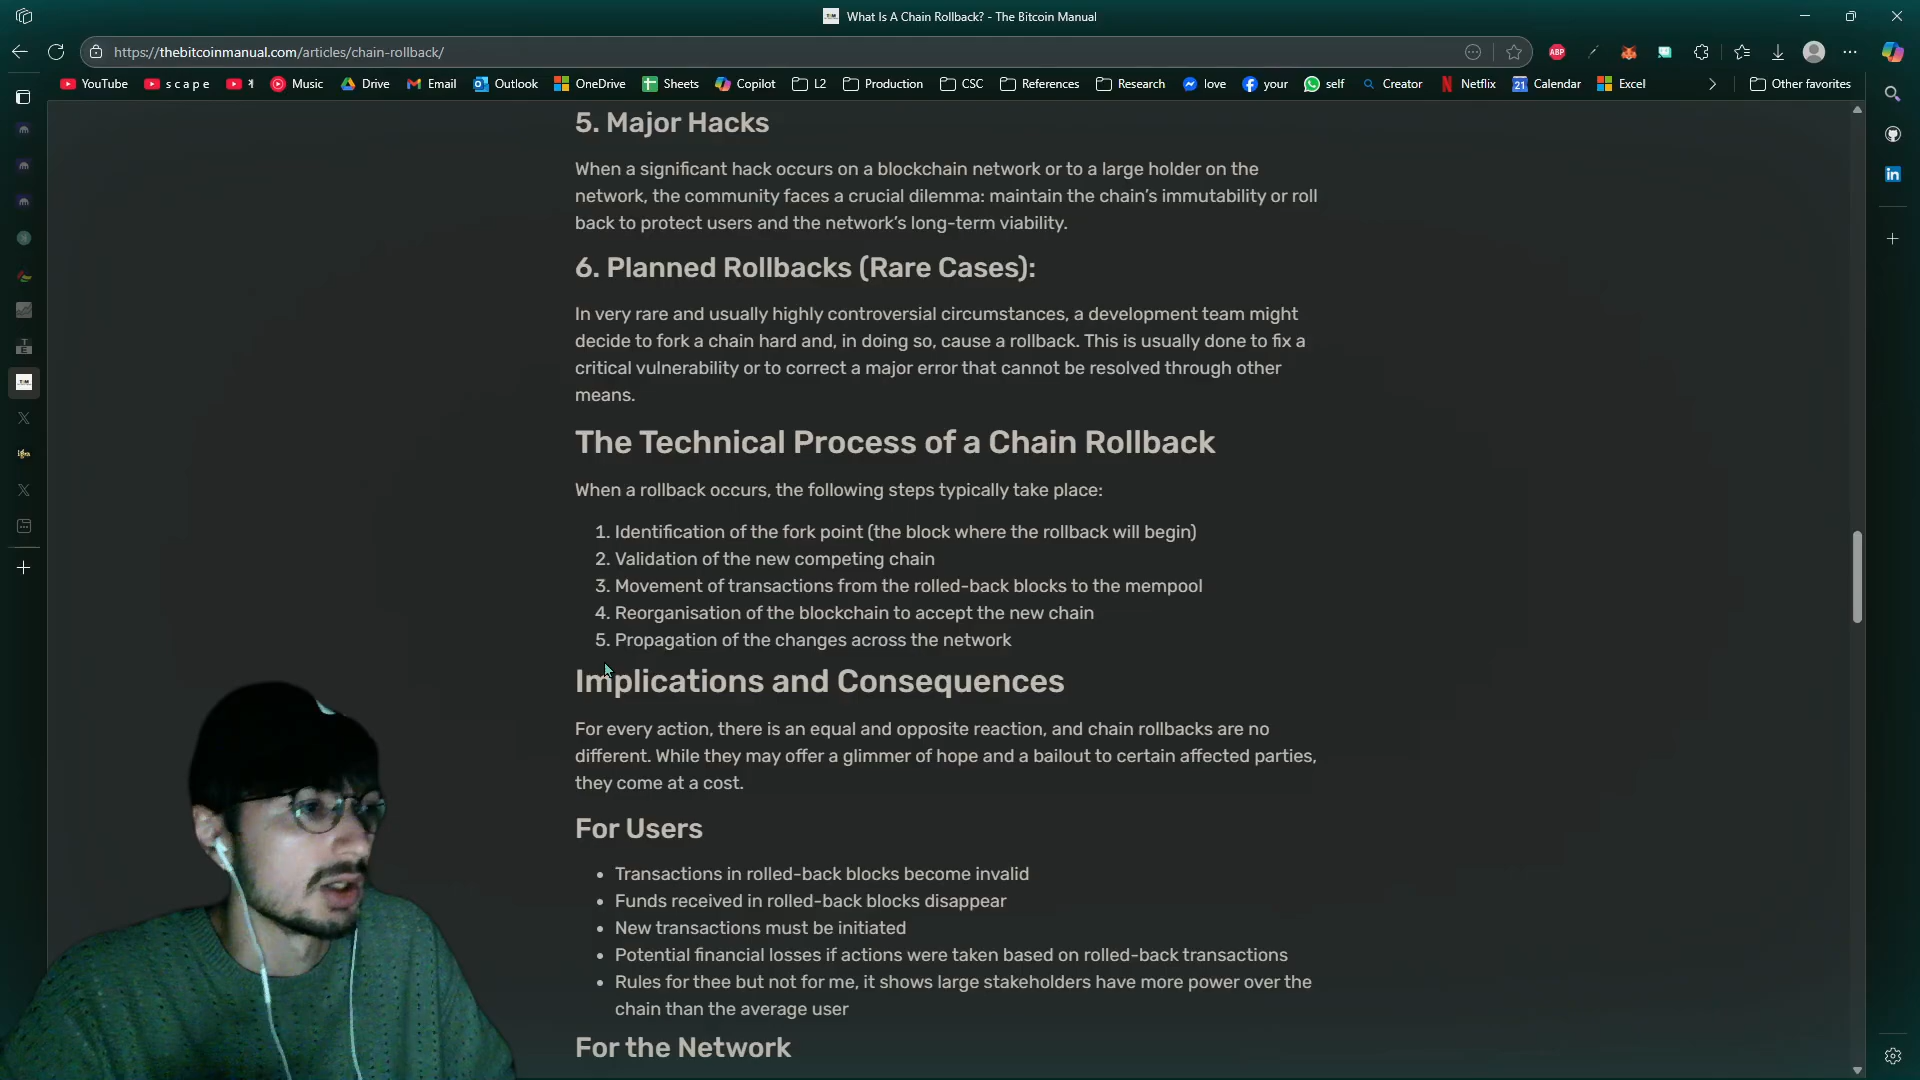 What Is A Chain Rollback? - The Bitcoin Manual
https://thebitcoinmanual.com/articles/chain-rollback/
ABP
YouTube
s c a p e
Music
Drive
Email
Outlook
OneDrive
Sheets
Copilot
L2
Production
CSC
References
Research
love
your
self
Creator
Netflix
21 Calendar
Excel
Other favorites
5. Major Hacks
When a significant hack occurs on a blockchain network or to a large holder on the
network, the community faces a crucial dilemma: maintain the chain’s immutability or roll
back to protect users and the network’s long-term viability.
6. Planned Rollbacks (Rare Cases):
In very rare and usually highly controversial circumstances, a development team might
decide to fork a chain hard and, in doing so, cause a rollback. This is usually done to fix a
critical vulnerability or to correct a major error that cannot be resolved through other
means.
The Technical Process of a Chain Rollback
When a rollback occurs, the following steps typically take place:
1. Identification of the fork point (the block where the rollback will begin)
2. Validation of the new competing chain
3. Movement of transactions from the rolled-back blocks to the mempool
4. Reorganisation of the blockchain to accept the new chain
5. Propagation of the changes across the network
Implications and Consequences
For every action, there is an equal and opposite reaction, and chain rollbacks are no
different. While they may offer a glimmer of hope and a bailout to certain affected parties,
they come at a cost.
For Users
• Transactions in rolled-back blocks become invalid
• Funds received in rolled-back blocks disappear
• New transactions must be initiated
• Potential financial losses if actions were taken based on rolled-back transactions
• Rules for thee but not for me, it shows large stakeholders have more power over the
chain than the average user
For the Network